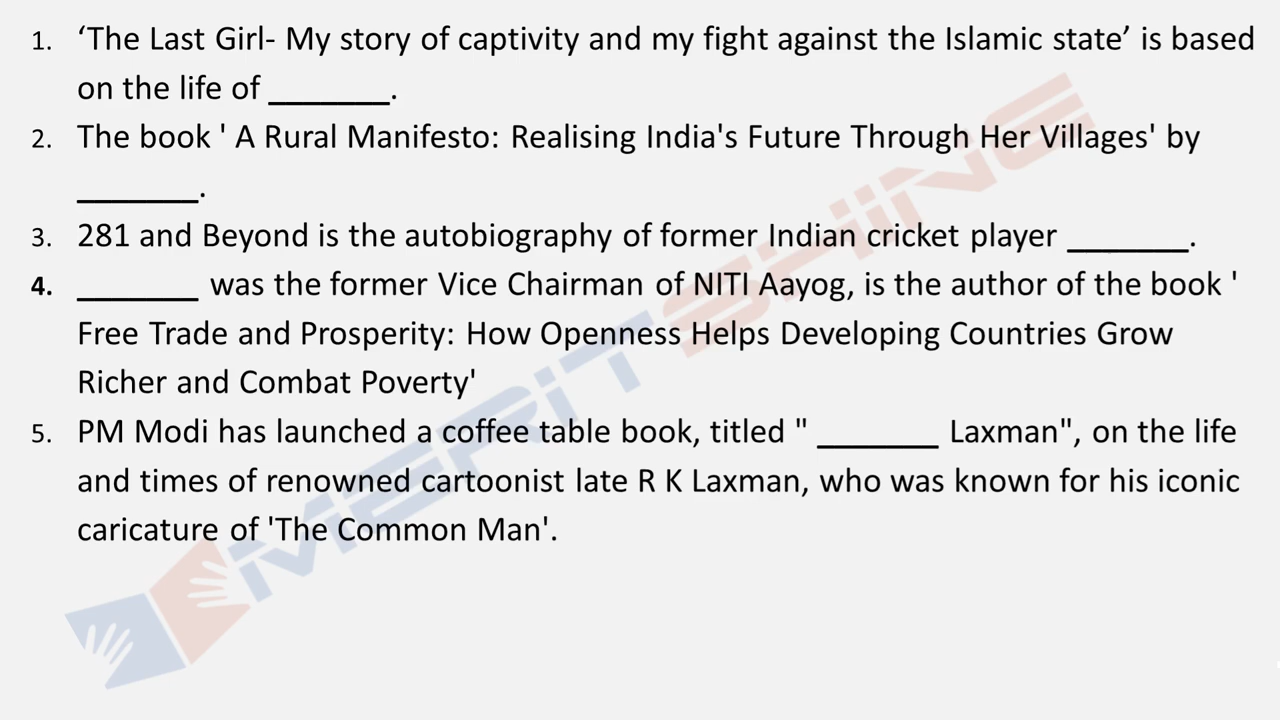 1. ‘The Last Girl- My story of captivity and my fight against the Islamic state’ is based
on the life of _______.
2. The book ' A Rural Manifesto: Realising India's Future Through Her Villages' by
_______.
3. 281 and Beyond is the autobiography of former Indian cricket player _______.
4. _______ was the former Vice Chairman of NITI Aayog, is the author of the book '
Free Trade and Prosperity: How Openness Helps Developing Countries Grow
Richer and Combat Poverty'
5. PM Modi has launched a coffee table book, titled " _______ Laxman", on the life
and times of renowned cartoonist late R K Laxman, who was known for his iconic
caricature of 'The Common Man'.
MERIT SHINE